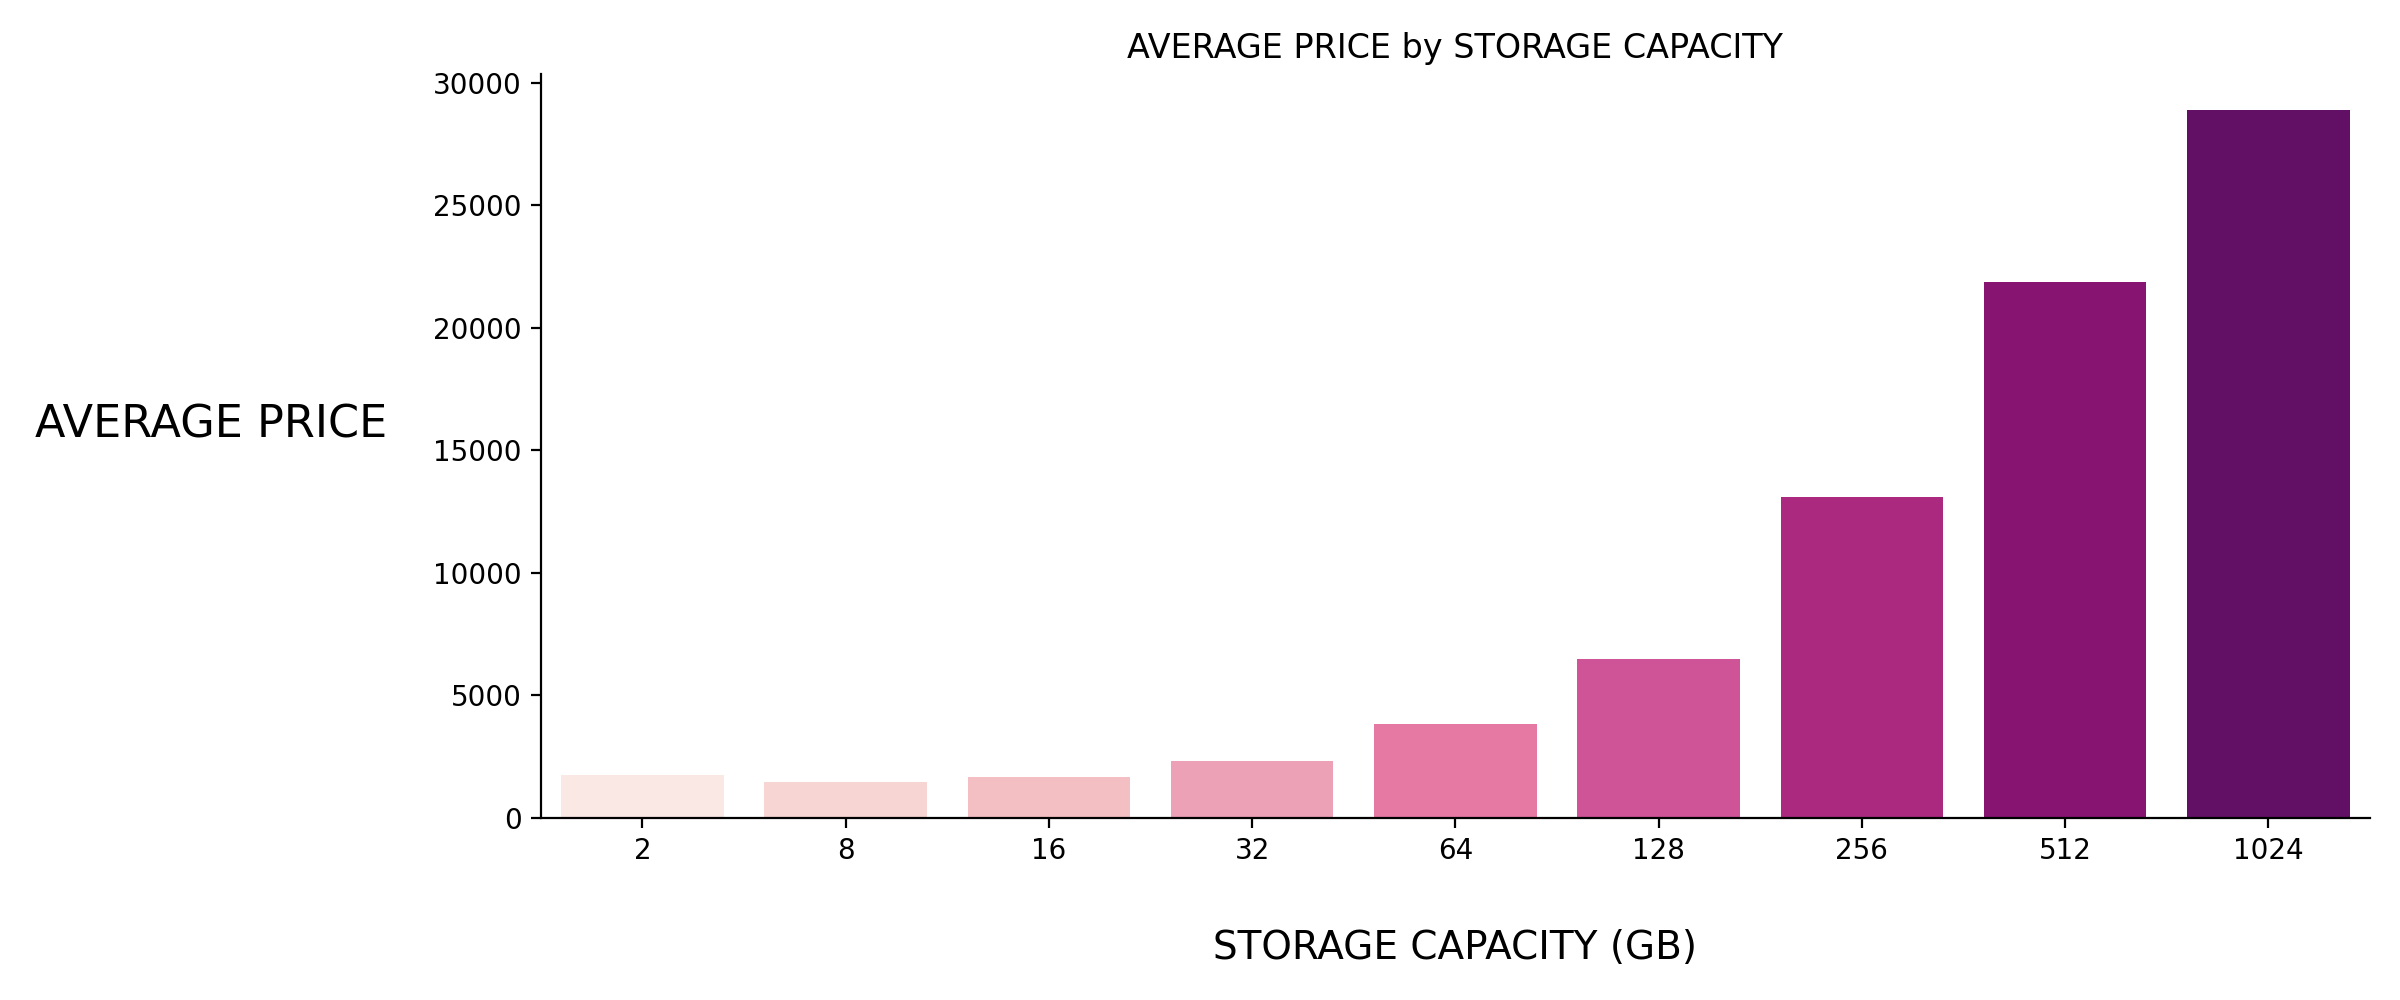 AVERAGE PRICE by STORAGE CAPACITY
30000
25000
20000
15000
10000
5000
0
AVERAGE PRICE
2 8 16 32 64 128 256 512 1024
STORAGE CAPACITY (GB)